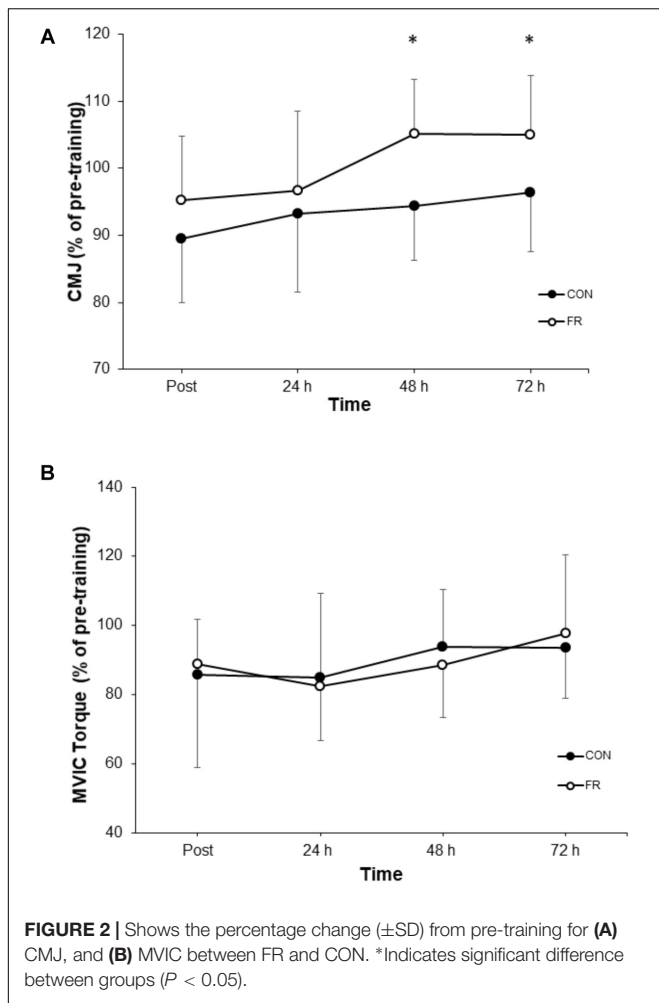 A
120
110
100
90
80
70
CMJ (% of pre-training)
* *
CON
FR
Post 24 h 48 h 72 h
Time
B
140
120
100
80
60
40
MVIC Torque (% of pre-training)
CON
FR
Post 24 h 48 h 72 h
Time
FIGURE 2 | Shows the percentage change (±SD) from pre-training for (A)
CMJ, and (B) MVIC between FR and CON. *Indicates significant difference
between groups (P < 0.05).